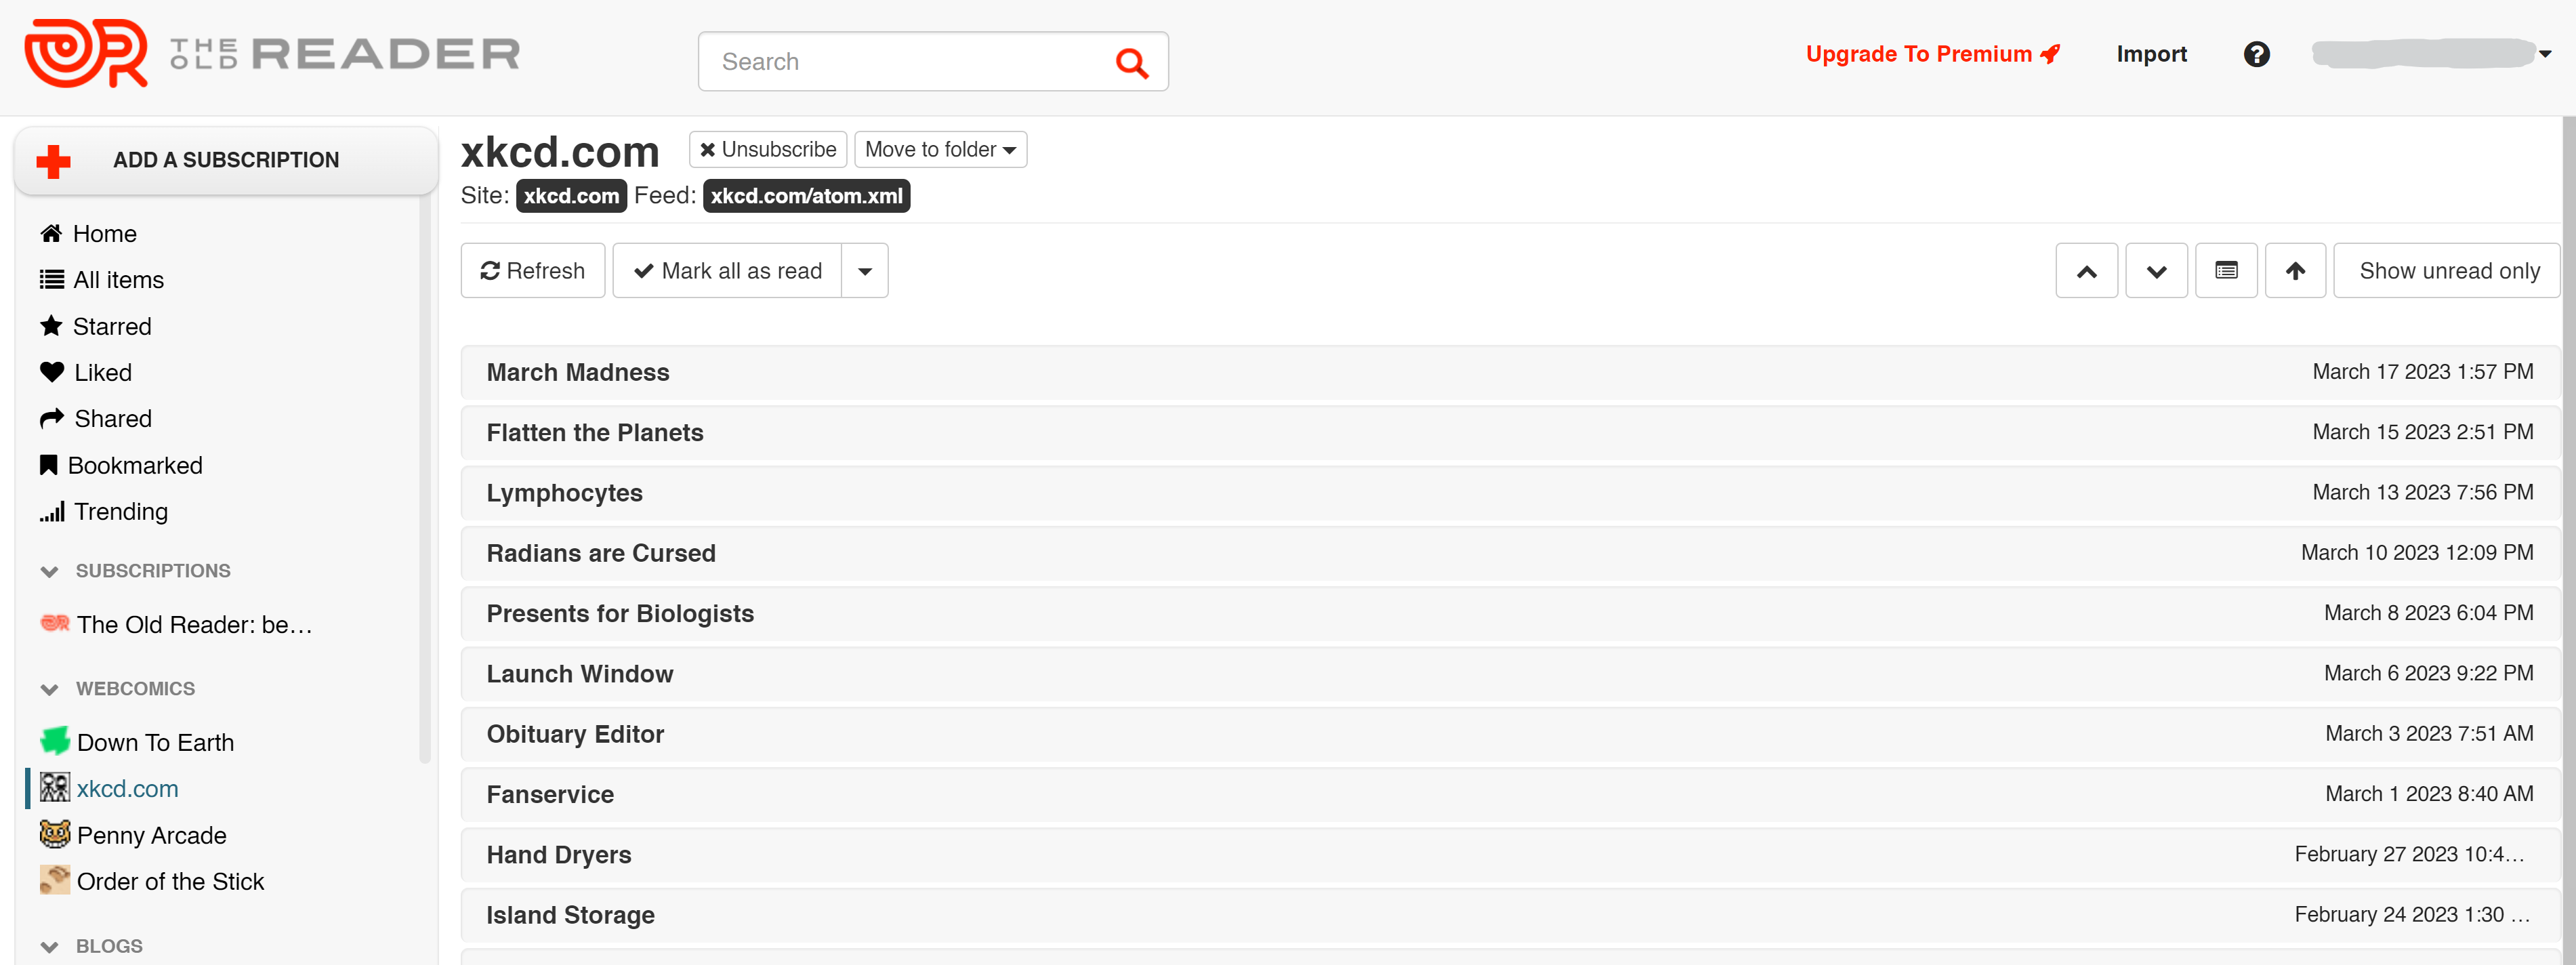 THE OLD READER
Search
Upgrade To Premium
Import
ADD A SUBSCRIPTION
Home
All items
Starred
Liked
Shared
Bookmarked
Trending
SUBSCRIPTIONS
The Old Reader: be…
WEBCOMICS
Down To Earth
xkcd.com
Penny Arcade
Order of the Stick
BLOGS
xkcd.com
Unsubscribe
Move to folder
Site: xkcd.com Feed: xkcd.com/atom.xml
Refresh
Mark all as read
Show unread only
March Madness March 17 2023 1:57 PM
Flatten the Planets March 15 2023 2:51 PM
Lymphocytes March 13 2023 7:56 PM
Radians are Cursed March 10 2023 12:09 PM
Presents for Biologists March 8 2023 6:04 PM
Launch Window March 6 2023 9:22 PM
Obituary Editor March 3 2023 7:51 AM
Fanservice March 1 2023 8:40 AM
Hand Dryers February 27 2023 10:4…
Island Storage February 24 2023 1:30 …